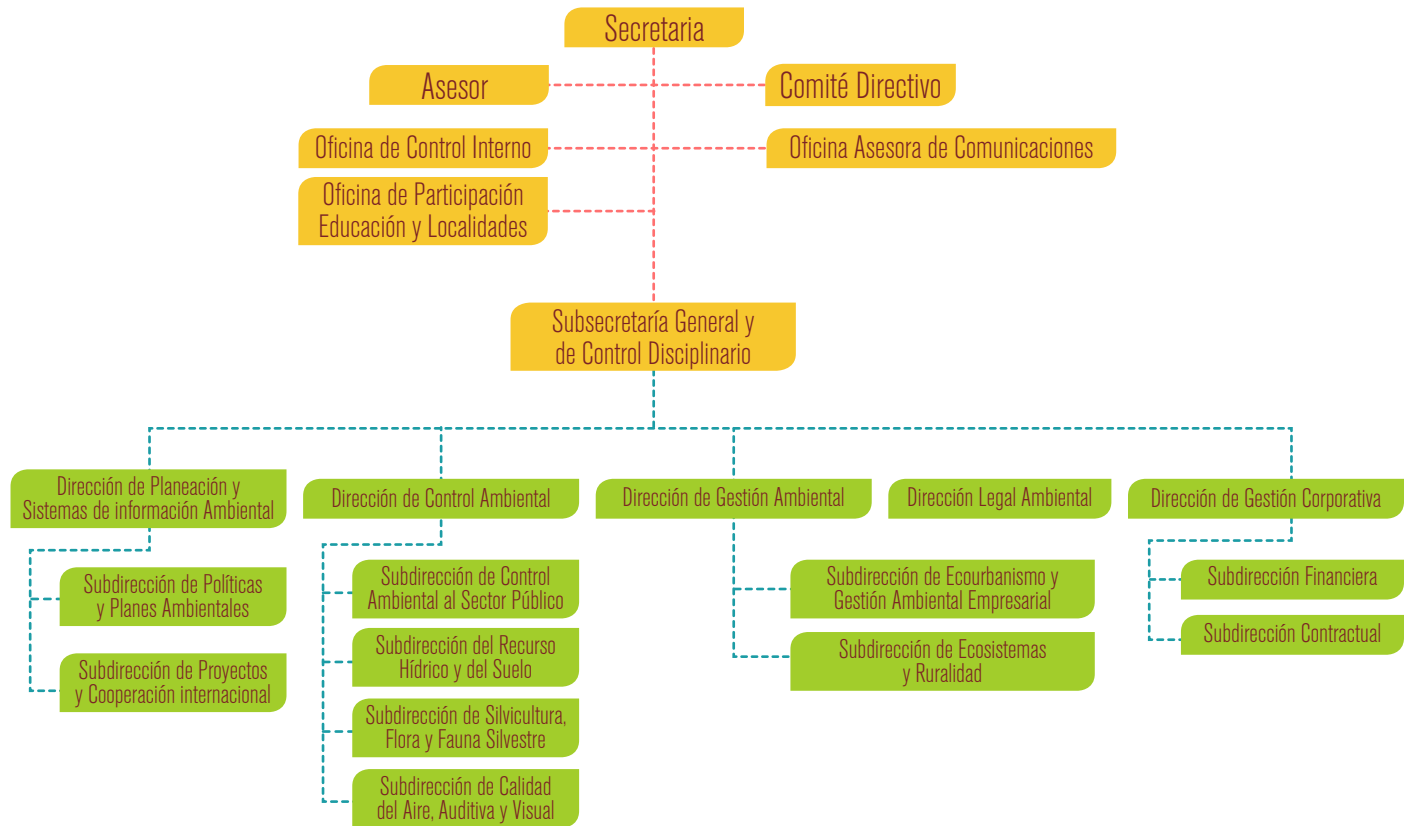 Secretaria
Asesor
Comité Directivo
Oficina de Control Interno
Oficina Asesora de Comunicaciones
Oficina de Participación
Educación y Localidades
Subsecretaría General y
de Control Disciplinario
Dirección de Planeación y
Sistemas de información Ambiental
Dirección de Control Ambiental
Dirección de Gestión Ambiental
Dirección Legal Ambiental
Dirección de Gestión Corporativa
Subdirección de Políticas
y Planes Ambientales
Subdirección de Proyectos
y Cooperación internacional
Subdirección de Control
Ambiental al Sector Público
Subdirección del Recurso
Hídrico y del Suelo
Subdirección de Silvicultura,
Flora y Fauna Silvestre
Subdirección de Calidad
del Aire, Auditiva y Visual
Subdirección de Ecourbanismo y
Gestión Ambiental Empresarial
Subdirección de Ecosistemas
y Ruralidad
Subdirección Financiera
Subdirección Contractual